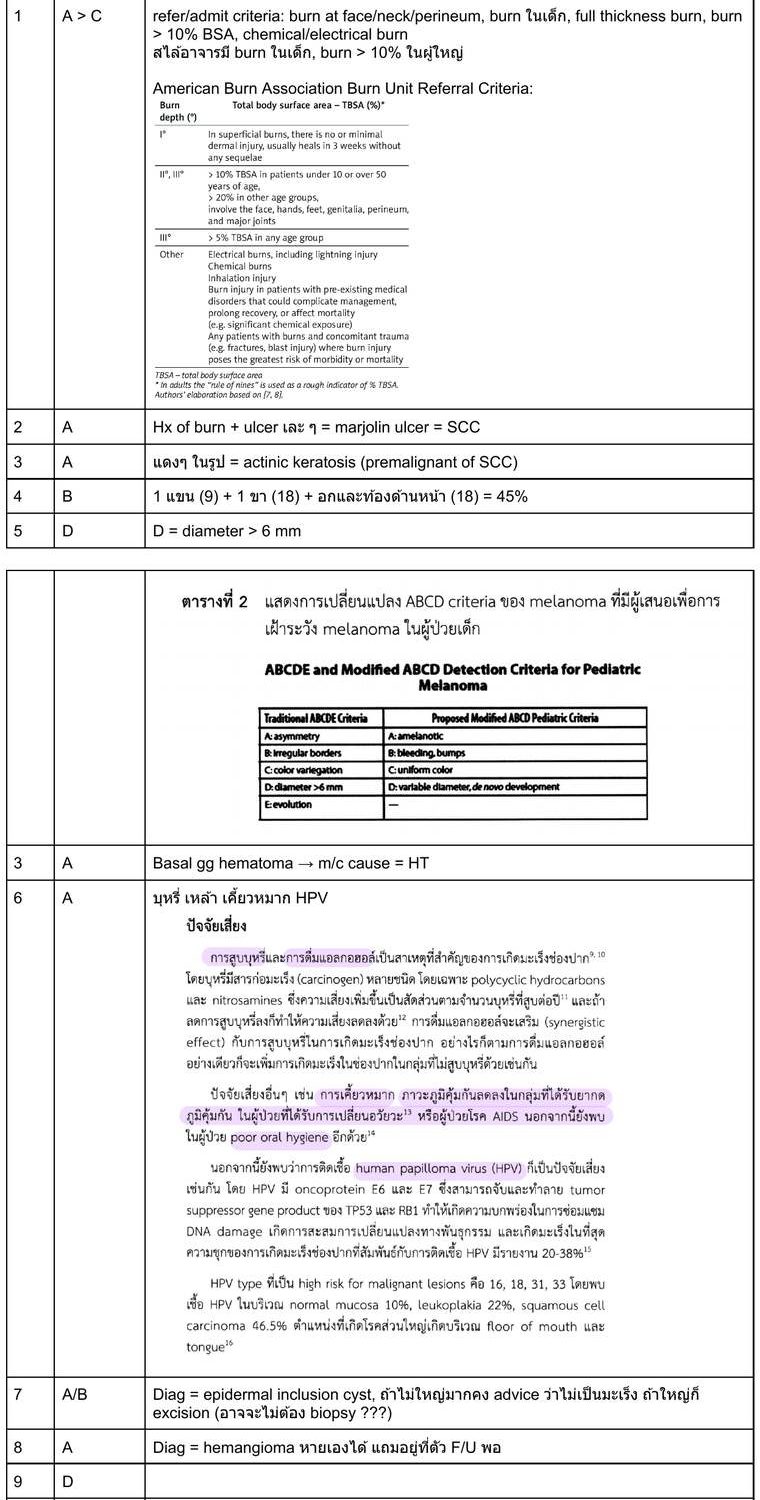 1 A > C refer/admit criteria: burn at face/neck/perineum, burn ในเด็ก, full thickness burn, burn
> 10% BSA, chemical/electrical burn
สไล้อาจารมี burn ในเด็ก, burn > 10% ในผู้ใหญ่
American Burn Association Burn Unit Referral Criteria:
Burn Total body surface area – TBSA (%)*
depth (°)
I° In superficial burns, there is no or minimal
dermal injury, usually heals in 3 weeks without
any sequelae
II°, III° > 10% TBSA in patients under 10 or over 50
years of age,
> 20% in other age groups,
involve the face, hands, feet, genitalia, perineum,
and major joints
III° > 5% TBSA in any age group
Other Electrical burns, including lightning injury
Chemical burns
Inhalation injury
Burn injury in patients with pre-existing medical
disorders that could complicate management,
prolong recovery, or affect mortality
(e.g. significant chemical exposure)
Any patients with burns and concomitant trauma
(e.g. fractures, blast injury) where burn injury
poses the greatest risk of morbidity or mortality
TBSA – total body surface area
* In adults the "rule of nines" is used as a rough indicator of % TBSA.
Authors' elaboration based on [7, 8].
2 A Hx of burn + ulcer เละ ๆ = marjolin ulcer = SCC
3 A แดงๆ ในรูป = actinic keratosis (premalignant of SCC)
4 B 1 แขน (9) + 1 ขา (18) + อกและท้องด้านหน้า (18) = 45%
5 D D = diameter > 6 mm
ตารางที่ 2 แสดงการเปลี่ยนแปลง ABCD criteria ของ melanoma ที่มีผู้เสนอเพื่อการ
เฝ้าระวัง melanoma ในผู้ป่วยเด็ก
ABCDE and Modified ABCD Detection Criteria for Pediatric
Melanoma
Traditional ABCDE Criteria Proposed Modified ABCD Pediatric Criteria
A: asymmetry A: amelanotic
B: irregular borders B: bleeding, bumps
C: color variegation C: uniform color
D: diameter >6 mm D: variable diameter, de novo development
E: evolution —
3 A Basal gg hematoma → m/c cause = HT
6 A บุหรี่ เหล้า เคี้ยวหมาก HPV
ปัจจัยเสี่ยง
การสูบบุหรี่และการดื่มแอลกอฮอล์เป็นสาเหตุที่สำคัญของการเกิดมะเร็งช่องปาก9, 10
โดยบุหรี่มีสารก่อมะเร็ง (carcinogen) หลายชนิด โดยเฉพาะ polycyclic hydrocarbons
และ nitrosamines ซึ่งความเสี่ยงเพิ่มขึ้นเป็นสัดส่วนตามจำนวนบุหรี่ที่สูบต่อปี11 และถ้า
ลดการสูบบุหรี่ลงก็ทำให้ความเสี่ยงลดลงด้วย12 การดื่มแอลกอฮอล์จะเสริม (synergistic
effect) กับการสูบบุหรี่ในการเกิดมะเร็งช่องปาก อย่างไรก็ตามการดื่มแอลกอฮอล์
อย่างเดียวก็จะเพิ่มการเกิดมะเร็งในช่องปากในกลุ่มที่ไม่สูบบุหรี่ด้วยเช่นกัน
ปัจจัยเสี่ยงอื่นๆ เช่น การเคี้ยวหมาก ภาวะภูมิคุ้มกันลดลงในกลุ่มที่ได้รับยากด
ภูมิคุ้มกัน ในผู้ป่วยที่ได้รับการเปลี่ยนอวัยวะ13 หรือผู้ป่วยโรค AIDS นอกจากนี้ยังพบ
ในผู้ป่วย poor oral hygiene อีกด้วย14
นอกจากนี้ยังพบว่าการติดเชื้อ human papilloma virus (HPV) ก็เป็นปัจจัยเสี่ยง
เช่นกัน โดย HPV มี oncoprotein E6 และ E7 ซึ่งสามารถจับและทำลาย tumor
suppressor gene product ของ TP53 และ RB1 ทำให้เกิดความบกพร่องในการซ่อมแซม
DNA damage เกิดการสะสมการเปลี่ยนแปลงทางพันธุกรรม และเกิดมะเร็งในที่สุด
ความชุกของการเกิดมะเร็งช่องปากที่สัมพันธ์กับการติดเชื้อ HPV มีรายงาน 20-38%15
HPV type ที่เป็น high risk for malignant lesions คือ 16, 18, 31, 33 โดยพบ
เชื้อ HPV ในบริเวณ normal mucosa 10%, leukoplakia 22%, squamous cell
carcinoma 46.5% ตำแหน่งที่เกิดโรคส่วนใหญ่เกิดบริเวณ floor of mouth และ
tongue16
7 A/B Diag = epidermal inclusion cyst, ถ้าไม่ใหญ่มากคง advice ว่าไม่เป็นมะเร็ง ถ้าใหญ่ก็
excision (อาจจะไม่ต้อง biopsy ???)
8 A Diag = hemangioma หายเองได้ แถมอยู่ที่ตัว F/U พอ
9 D